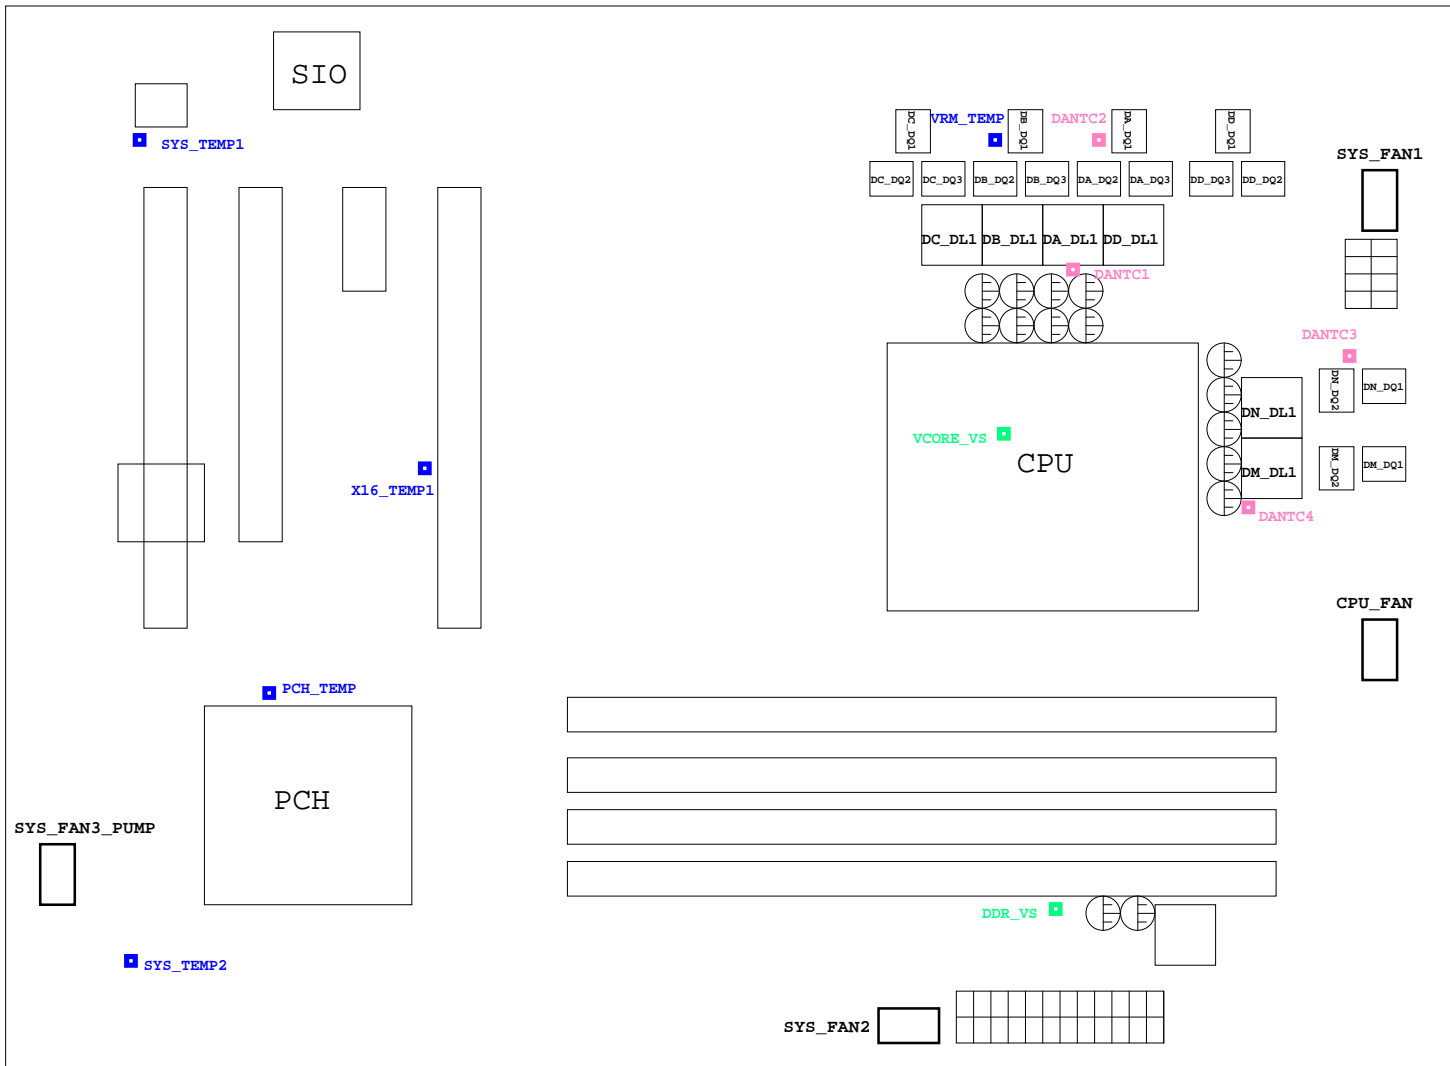 SIO
SYS_TEMP1
DC_DQ1
VRM_TEMP
DB_DQ1
DANTC2
DA_DQ1
DD_DQ1
SYS_FAN1
DC_DQ2
DC_DQ3
DB_DQ2
DB_DQ3
DA_DQ2
DA_DQ3
DD_DQ3
DD_DQ2
DC_DL1
DB_DL1
DA_DL1
DD_DL1
DANTC1
DANTC3
DN_DQ2
DN_DQ1
DN_DL1
VCORE_VS
CPU
DM_DL1
DM_DQ2
DM_DQ1
X16_TEMP1
DANTC4
CPU_FAN
PCH_TEMP
PCH
SYS_FAN3_PUMP
DDR_VS
SYS_TEMP2
SYS_FAN2